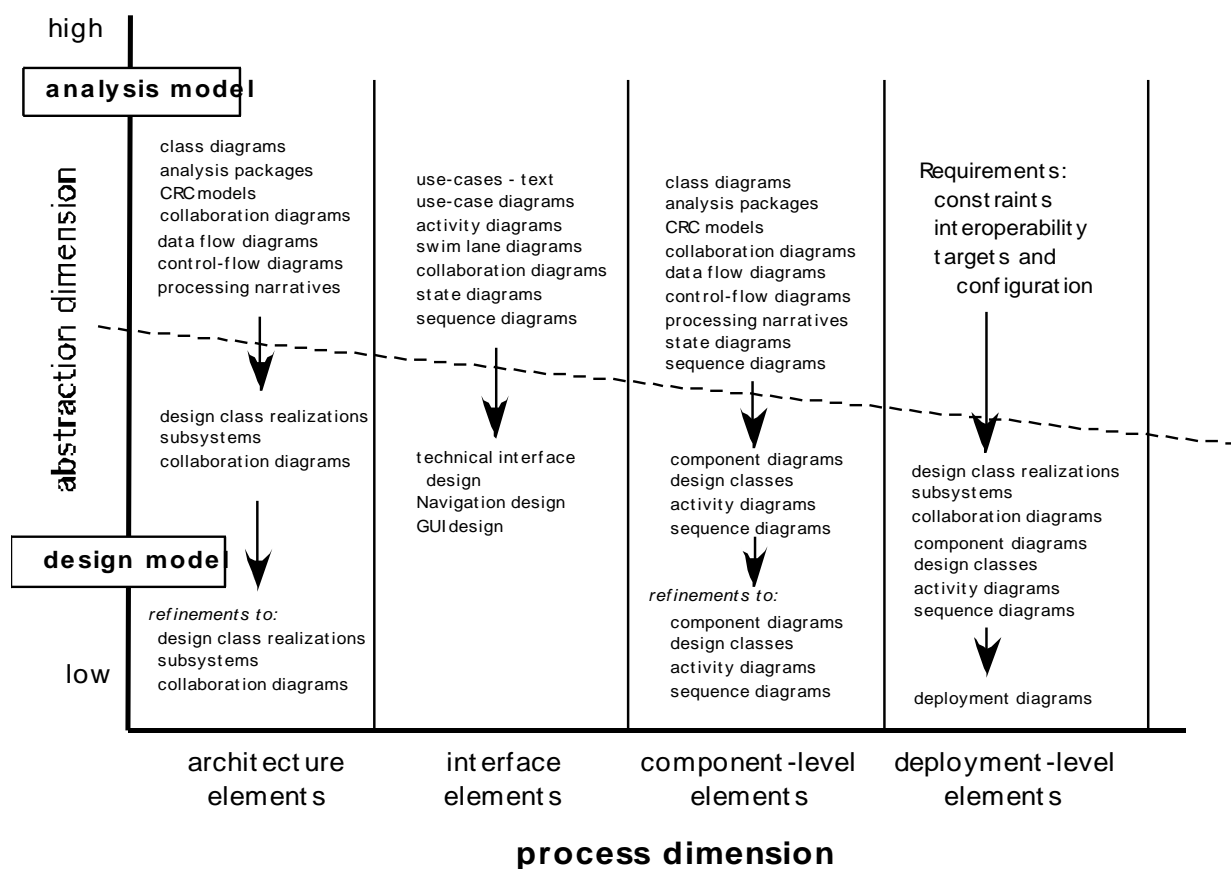 high
analysis model
abstraction dimension
design model
low
class diagrams
analysis packages
CRC models
collaboration diagrams
data flow diagrams
control-flow diagrams
processing narratives
design class realizations
subsystems
collaboration diagrams
refinements to:
design class realizations
subsystems
collaboration diagrams
use-cases - text
use-case diagrams
activity diagrams
swim lane diagrams
collaboration diagrams
state diagrams
sequence diagrams
technical interface
design
Navigation design
GUI design
class diagrams
analysis packages
CRC models
collaboration diagrams
data flow diagrams
control-flow diagrams
processing narratives
state diagrams
sequence diagrams
component diagrams
design classes
activity diagrams
sequence diagrams
refinements to:
component diagrams
design classes
activity diagrams
sequence diagrams
Requirements:
constraints
interoperability
targets and
configuration
design class realizations
subsystems
collaboration diagrams
component diagrams
design classes
activity diagrams
sequence diagrams
deployment diagrams
architecture
elements
interface
elements
component-level
elements
deployment-level
elements
process dimension